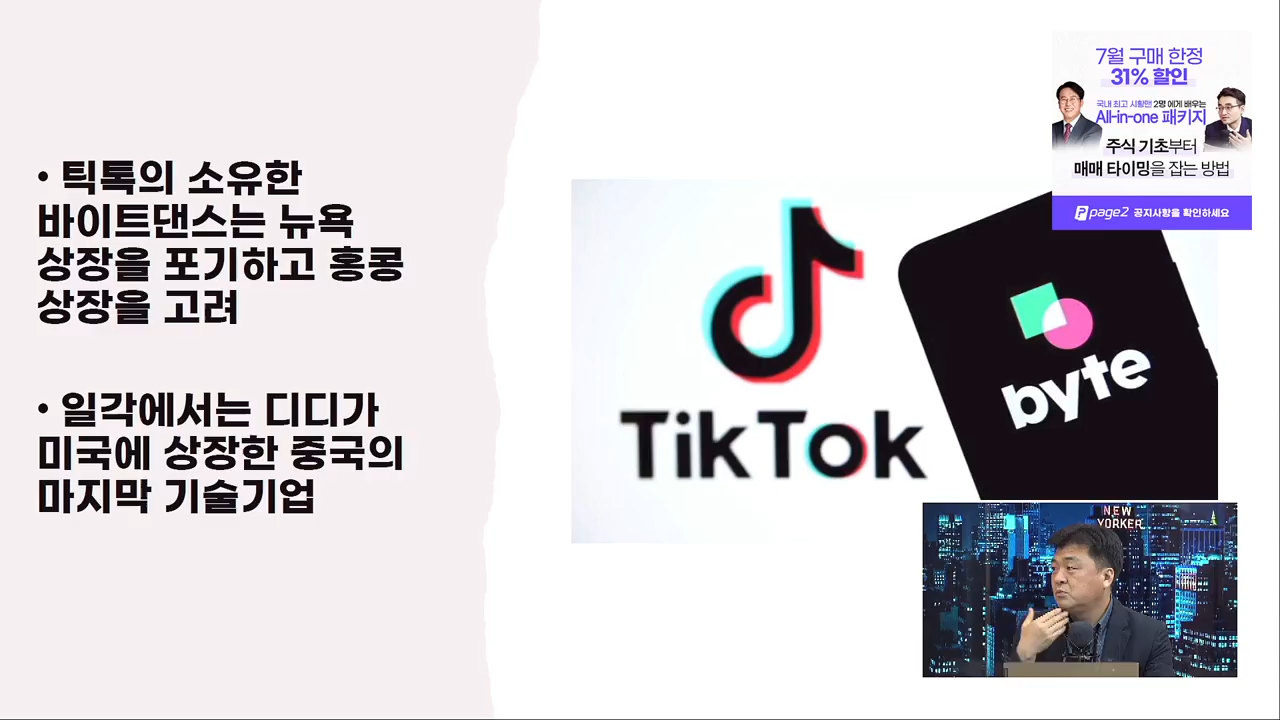 • 틱톡의 소유한
바이트댄스는 뉴욕
상장을 포기하고 홍콩
상장을 고려
• 일각에서는 디디가
미국에 상장한 중국의
마지막 기술기업
TikTok
byte
7월 구매 한정
31% 할인
국내 최고 시황맨 2명에게 배우는
All-in-one 패키지
주식 기초부터
매매 타이밍을 잡는 방법
page2 공지사항을 확인하세요
NEW
YORKER